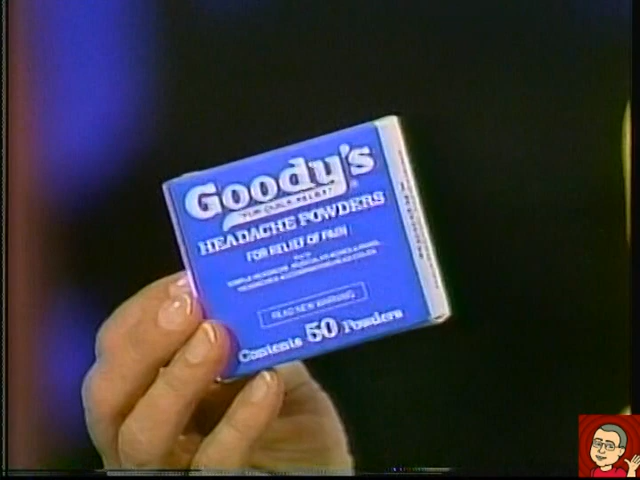 Goody's
"FOR QUICK RELIEF"
HEADACHE POWDERS
FOR RELIEF OF PAIN
READ NEW WARNING
Contents 50 Powders